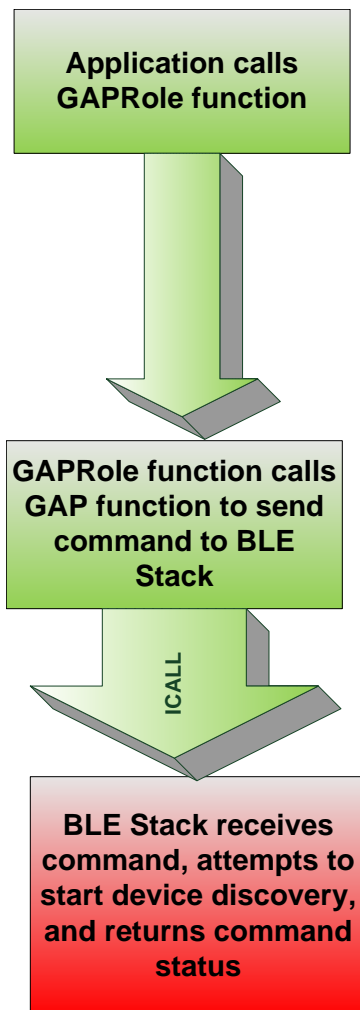 Application calls
GAPRole function
GAPRole function calls
GAP function to send
command to BLE
Stack
ICALL
BLE Stack receives
command, attempts to
start device discovery,
and returns command
status